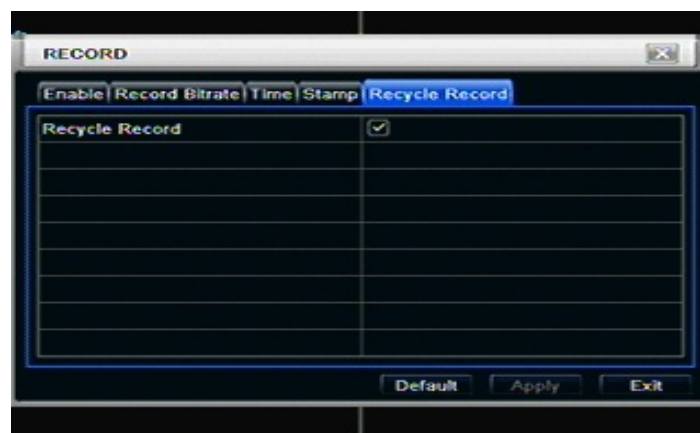 RECORD
Enable Record Bitrate Time Stamp Recycle Record
Recycle Record
Default Apply Exit